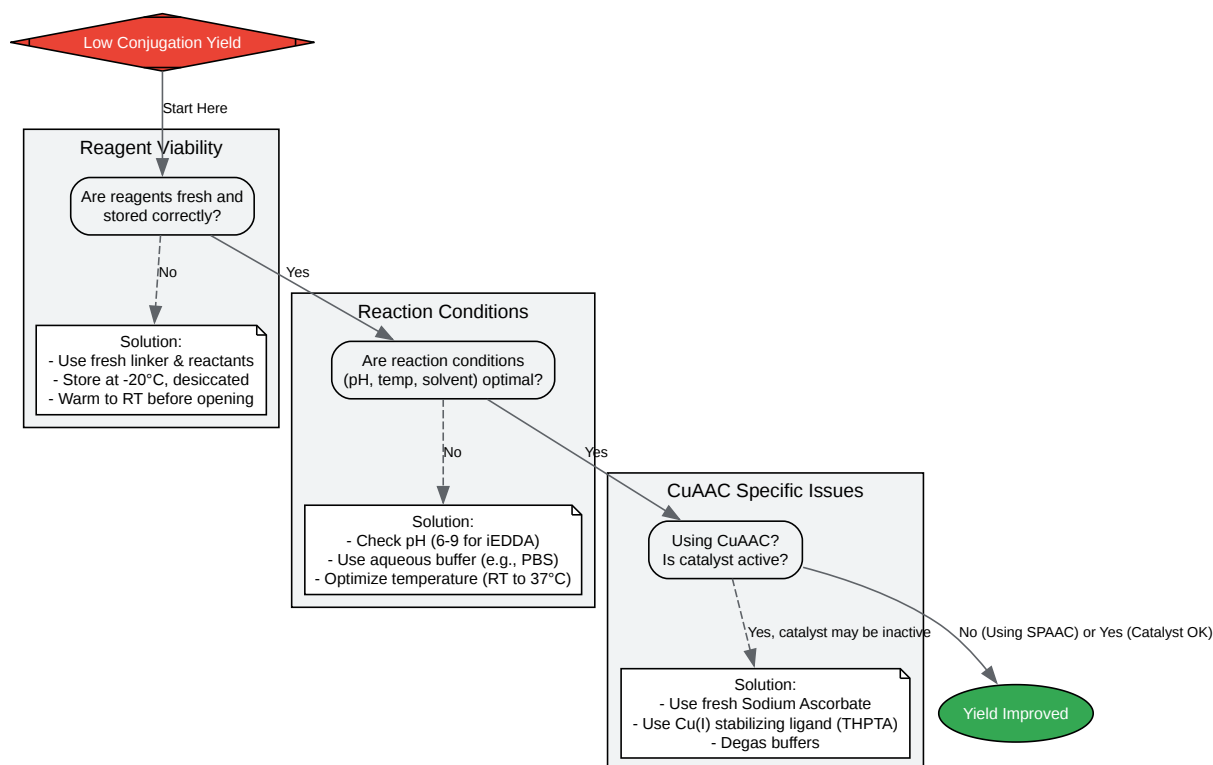 Low Conjugation Yield
Start Here
Reagent Viability
Are reagents fresh and
stored correctly?
No
Yes
Solution:
- Use fresh linker & reactants
- Store at -20°C, desiccated
- Warm to RT before opening
Reaction Conditions
Are reaction conditions
(pH, temp, solvent) optimal?
No
Yes
Solution:
- Check pH (6-9 for iEDDA)
- Use aqueous buffer (e.g., PBS)
- Optimize temperature (RT to 37°C)
CuAAC Specific Issues
Using CuAAC?
Is catalyst active?
Yes, catalyst may be inactive
No (Using SPAAC) or Yes (Catalyst OK)
Solution:
- Use fresh Sodium Ascorbate
- Use Cu(I) stabilizing ligand (THPTA)
- Degas buffers
Yield Improved